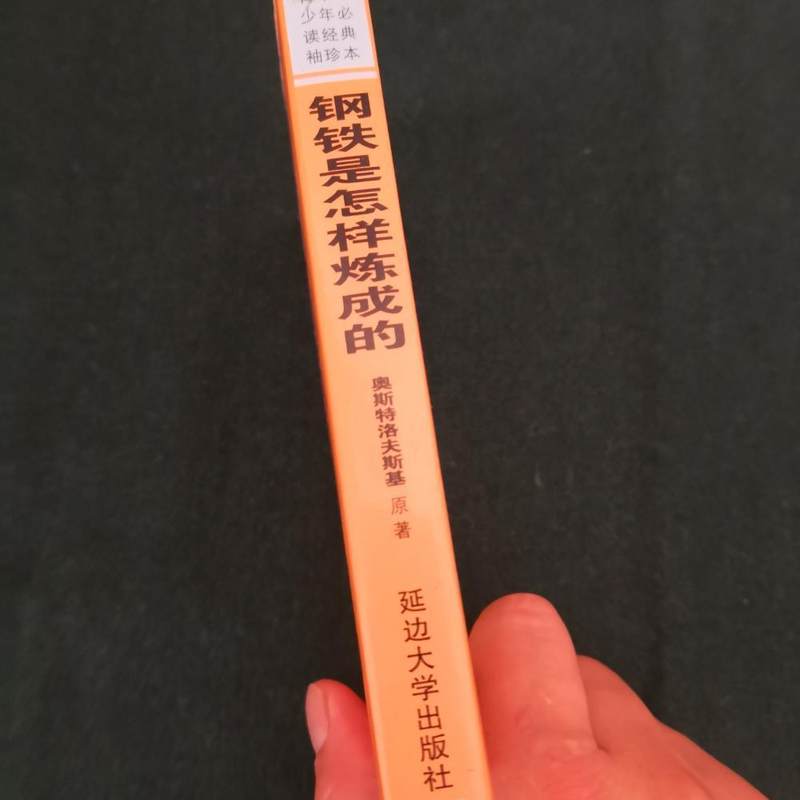 少年必
读经典
袖珍本
钢铁是怎样炼成的
奥斯特洛夫斯基 原著
延边大学出版社